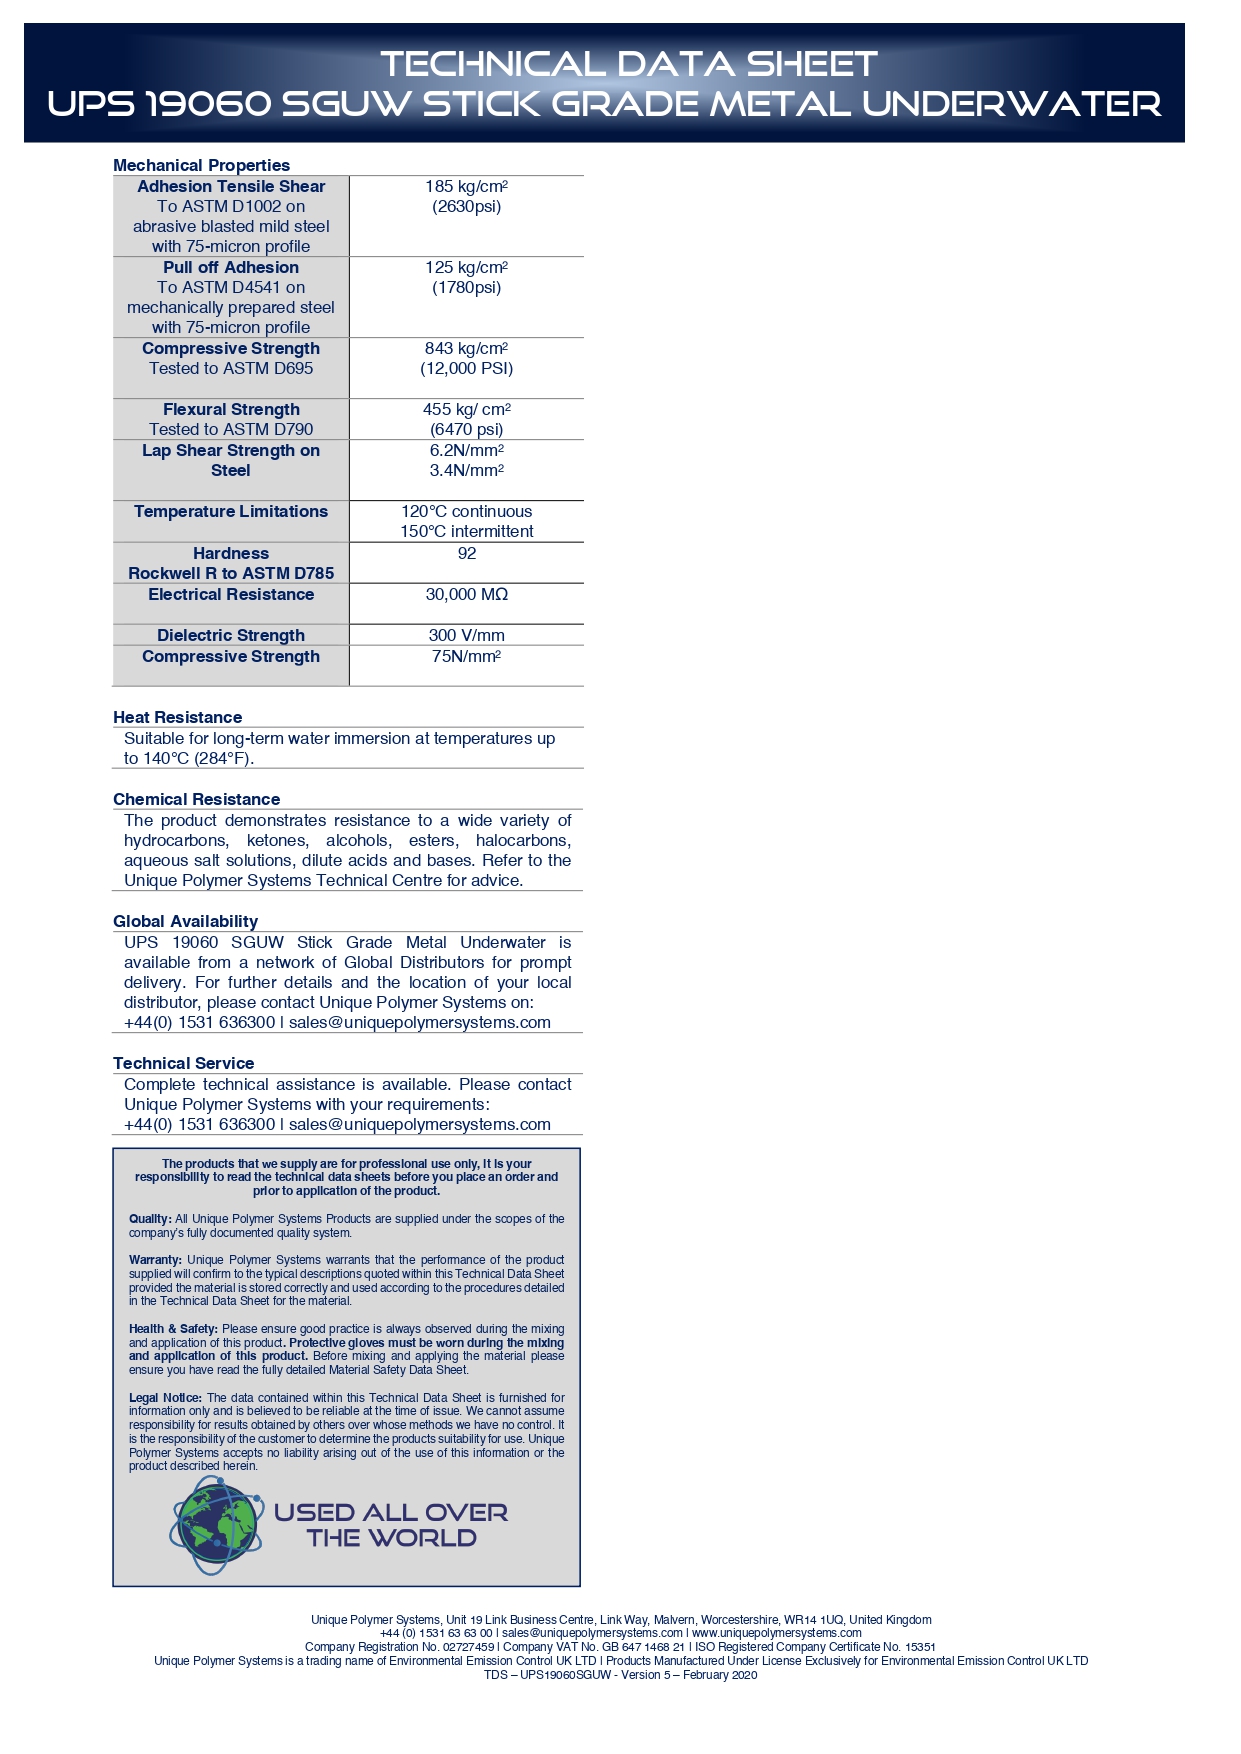 TECHNICAL DATA SHEET
UPS 19060 SGUW STICK GRADE METAL UNDERWATER
Mechanical Properties
Adhesion Tensile Shear
To ASTM D1002 on
abrasive blasted mild steel
with 75-micron profile
185 kg/cm²
(2630psi)
Pull off Adhesion
To ASTM D4541 on
mechanically prepared steel
with 75-micron profile
125 kg/cm²
(1780psi)
Compressive Strength
Tested to ASTM D695
843 kg/cm²
(12,000 PSI)
Flexural Strength
Tested to ASTM D790
455 kg/ cm²
(6470 psi)
Lap Shear Strength on
Steel
6.2N/mm²
3.4N/mm²
Temperature Limitations
120°C continuous
150°C intermittent
Hardness
Rockwell R to ASTM D785
92
Electrical Resistance
30,000 MΩ
Dielectric Strength
300 V/mm
Compressive Strength
75N/mm²
Heat Resistance
Suitable for long-term water immersion at temperatures up
to 140°C (284°F).
Chemical Resistance
The product demonstrates resistance to a wide variety of
hydrocarbons, ketones, alcohols, esters, halocarbons,
aqueous salt solutions, dilute acids and bases. Refer to the
Unique Polymer Systems Technical Centre for advice.
Global Availability
UPS 19060 SGUW Stick Grade Metal Underwater is
available from a network of Global Distributors for prompt
delivery. For further details and the location of your local
distributor, please contact Unique Polymer Systems on:
+44(0) 1531 636300 | sales@uniquepolymersystems.com
Technical Service
Complete technical assistance is available. Please contact
Unique Polymer Systems with your requirements:
+44(0) 1531 636300 | sales@uniquepolymersystems.com
The products that we supply are for professional use only, it is your
responsibility to read the technical data sheets before you place an order and
prior to application of the product.
Quality: All Unique Polymer Systems Products are supplied under the scopes of the
company's fully documented quality system.
Warranty: Unique Polymer Systems warrants that the performance of the product
supplied will confirm to the typical descriptions quoted within this Technical Data Sheet
provided the material is stored correctly and used according to the procedures detailed
in the Technical Data Sheet for the material.
Health & Safety: Please ensure good practice is always observed during the mixing
and application of this product. Protective gloves must be worn during the mixing
and application of this product. Before mixing and applying the material please
ensure you have read the fully detailed Material Safety Data Sheet.
Legal Notice: The data contained within this Technical Data Sheet is furnished for
information only and is believed to be reliable at the time of issue. We cannot assume
responsibility for results obtained by others over whose methods we have no control. It
is the responsibility of the customer to determine the products suitability for use. Unique
Polymer Systems accepts no liability arising out of the use of this information or the
product described herein.
USED ALL OVER
THE WORLD
Unique Polymer Systems, Unit 19 Link Business Centre, Link Way, Malvern, Worcestershire, WR14 1UQ, United Kingdom
+44 (0) 1531 63 63 00 | sales@uniquepolymersystems.com | www.uniquepolymersystems.com
Company Registration No. 02727459 | Company VAT No. GB 647 1468 21 | ISO Registered Company Certificate No. 15351
Unique Polymer Systems is a trading name of Environmental Emission Control UK LTD | Products Manufactured Under License Exclusively for Environmental Emission Control UK LTD
TDS – UPS19060SGUW - Version 5 – February 2020